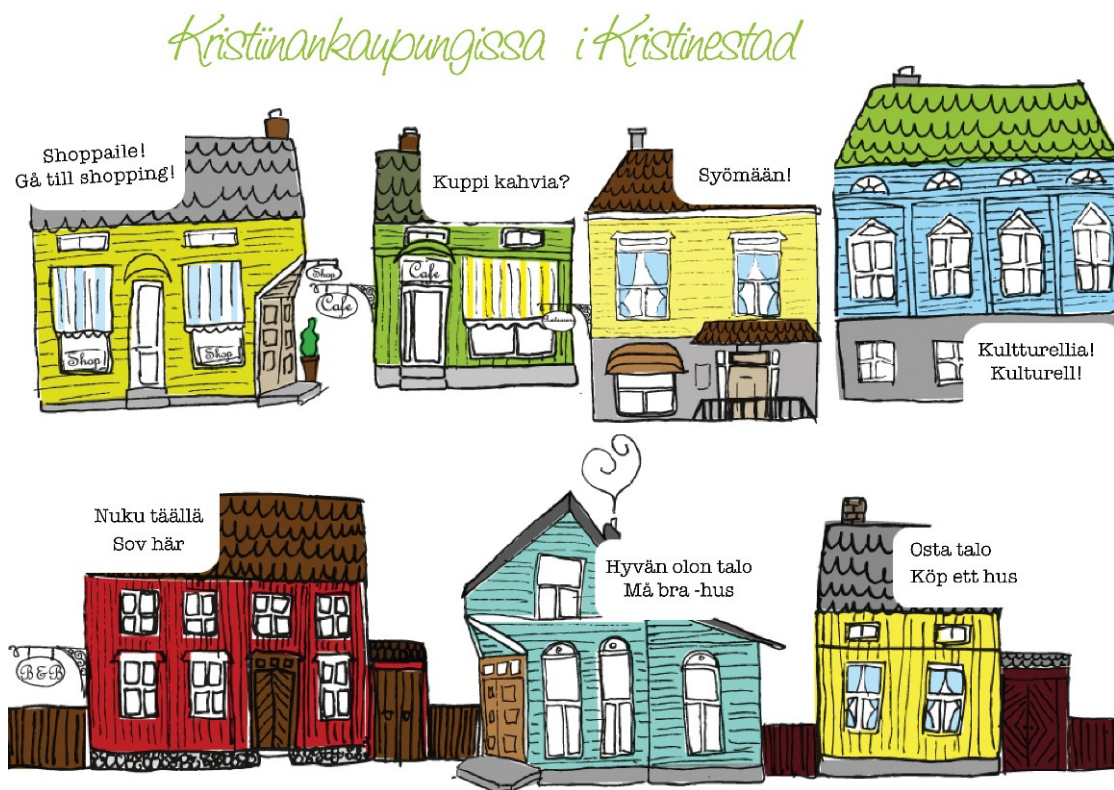 Kristiinankaupungissa i Kristinestad
Shoppaile!
Gå till shopping!
Kuppi kahvia?
Syömään!
Kultturellia!
Kulturell!
Shop
Cafe
Cafe
Shop
Shop
Nuku täällä
Sov här
Hyvän olon talo
Må bra -hus
Osta talo
Köp ett hus
B&B